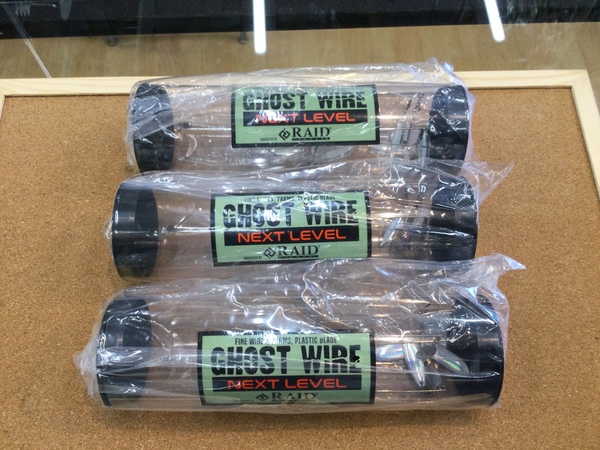 GHOST WIRE
NEXT LEVEL
RAID
GHOST WIRE
NEXT LEVEL
RAID
FINE WIRE, 7ARMS, PLASTIC BLADE
GHOST WIRE
NEXT LEVEL
RAID